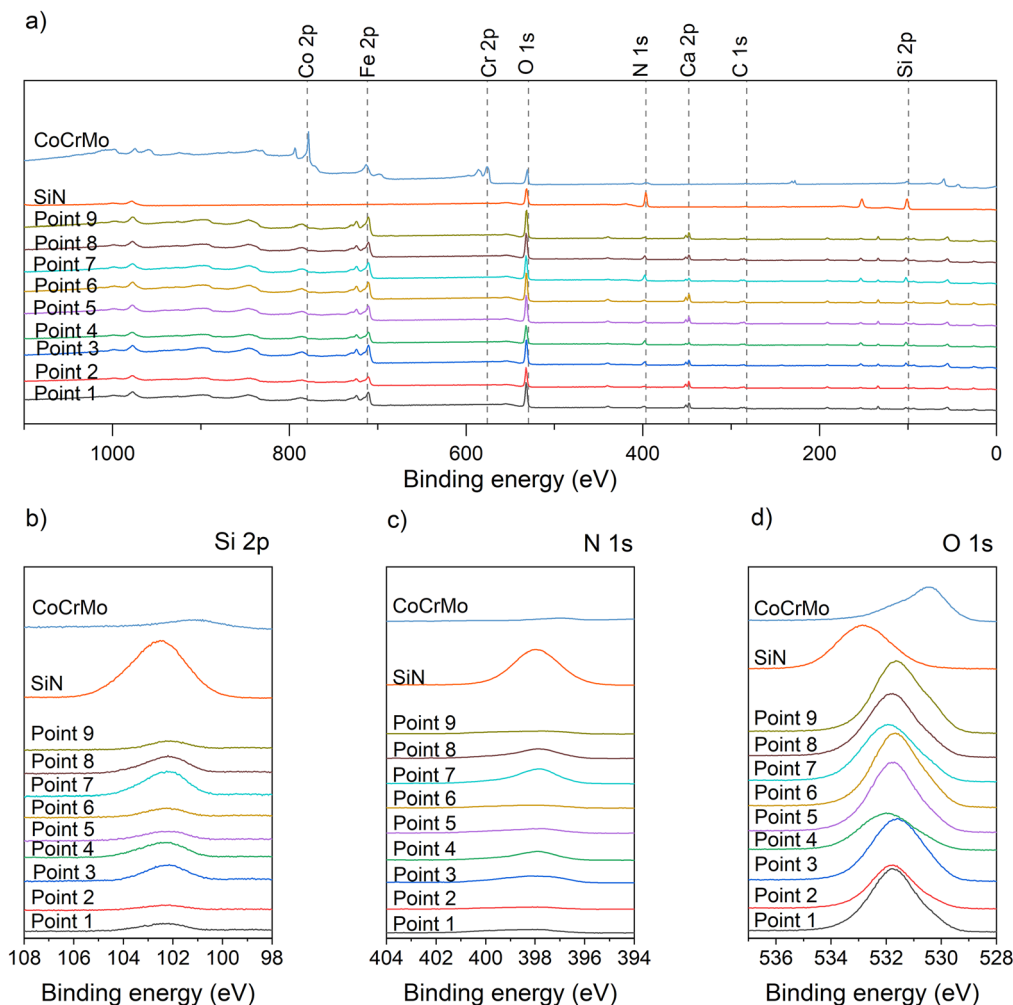 a)
Co 2p
Fe 2p
Cr 2p
O 1s
N 1s
Ca 2p
C 1s
Si 2p
CoCrMo
SiN
Point 9
Point 8
Point 7
Point 6
Point 5
Point 4
Point 3
Point 2
Point 1
1000 800 600 400 200 0
Binding energy (eV)
b)
Si 2p
CoCrMo
SiN
Point 9
Point 8
Point 7
Point 6
Point 5
Point 4
Point 3
Point 2
Point 1
108 106 104 102 100 98
Binding energy (eV)
c)
N 1s
CoCrMo
SiN
Point 9
Point 8
Point 7
Point 6
Point 5
Point 4
Point 3
Point 2
Point 1
404 402 400 398 396 394
Binding energy (eV)
d)
O 1s
CoCrMo
SiN
Point 9
Point 8
Point 7
Point 6
Point 5
Point 4
Point 3
Point 2
Point 1
536 534 532 530 528
Binding energy (eV)